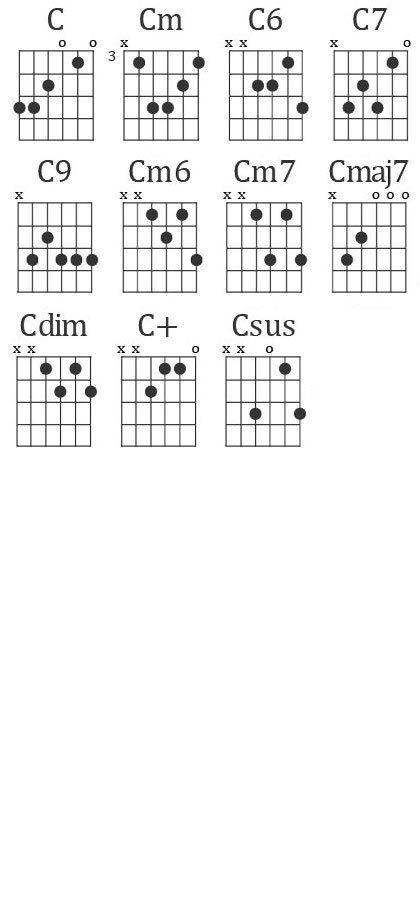 C Cm C6 C7
o o x x x x o
3
C9 Cm6 Cm7 Cmaj7
x x x x x x o o o
Cdim C+ Csus
x x x x o x x o